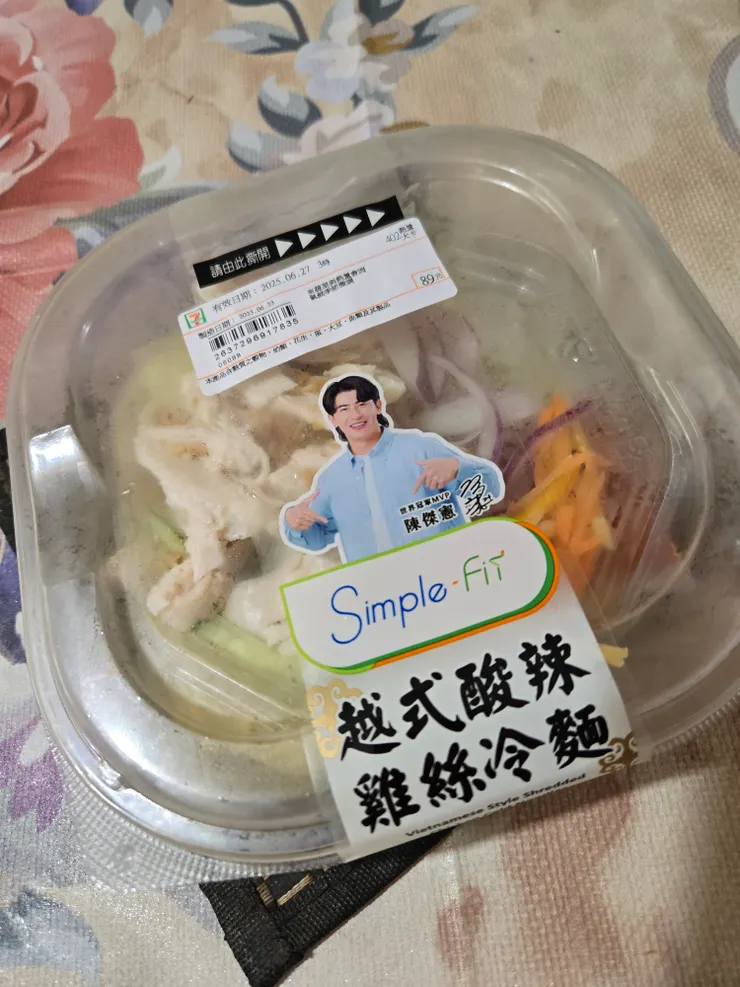 請由此撕開
有效日期：2025.06.27 3時
402熱量大卡
製造日期：2025.06.25
89元
2637296917835
0609B
世界冠軍MVP
陳傑憲
Simple-Fit
越式酸辣
雞絲冷麵
Vietnamese Style Shredded